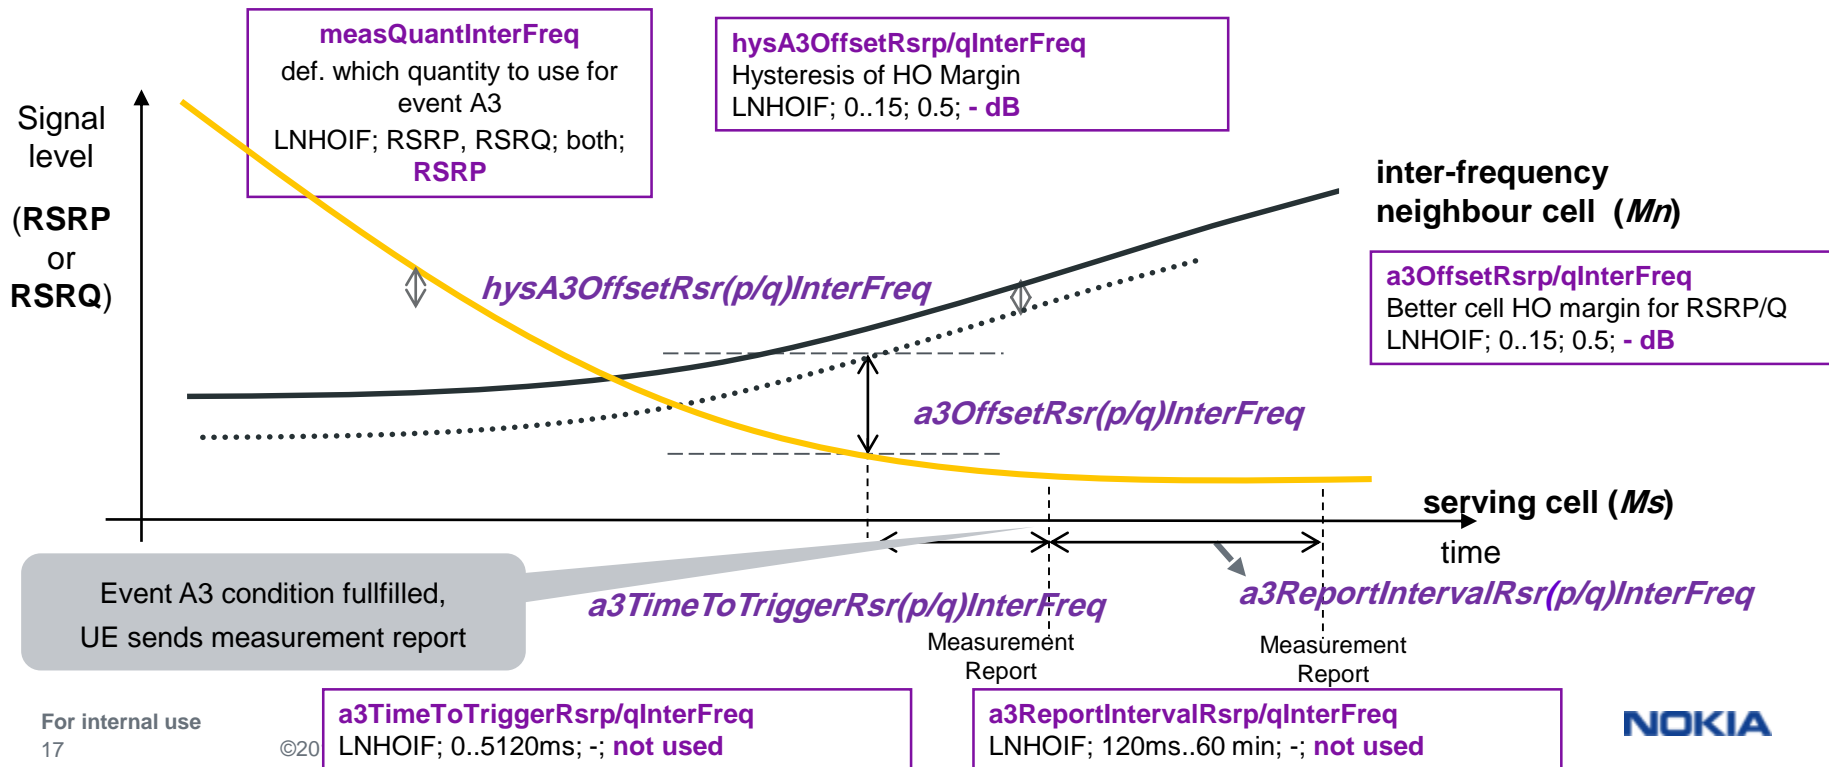 measQuantInterFreq
def. which quantity to use for
event A3
LNHOIF; RSRP, RSRQ; both;
RSRP
hysA3OffsetRsrp/qInterFreq
Hysteresis of HO Margin
LNHOIF; 0..15; 0.5; - dB
Signal
level
(RSRP
or
RSRQ)
inter-frequency
neighbour cell (Mn)
a3OffsetRsrp/qInterFreq
Better cell HO margin for RSRP/Q
LNHOIF; 0..15; 0.5; - dB
hysA3OffsetRsr(p/q)InterFreq
a3OffsetRsr(p/q)InterFreq
serving cell (Ms)
time
Event A3 condition fullfilled,
UE sends measurement report
a3TimeToTriggerRsr(p/q)InterFreq
a3ReportIntervalRsr(p/q)InterFreq
Measurement
Report
Measurement
Report
a3TimeToTriggerRsrp/qInterFreq
LNHOIF; 0..5120ms; -; not used
a3ReportIntervalRsrp/qInterFreq
LNHOIF; 120ms..60 min; -; not used
For internal use
17
©20
NOKIA